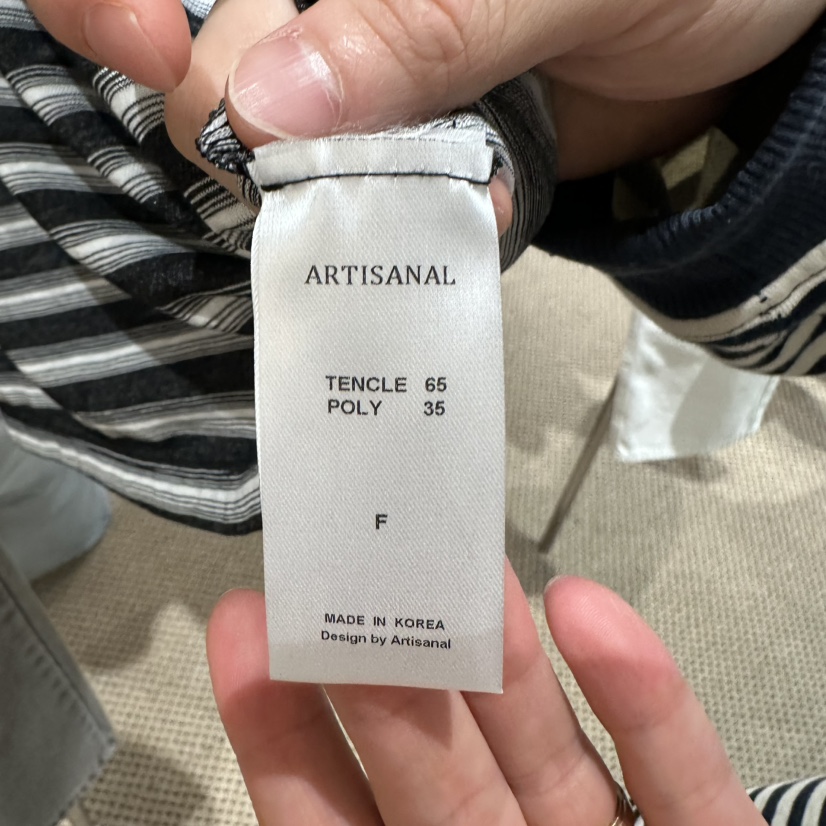 ARTISANAL
TENCLE 65
POLY 35
F
MADE IN KOREA
Design by Artisanal